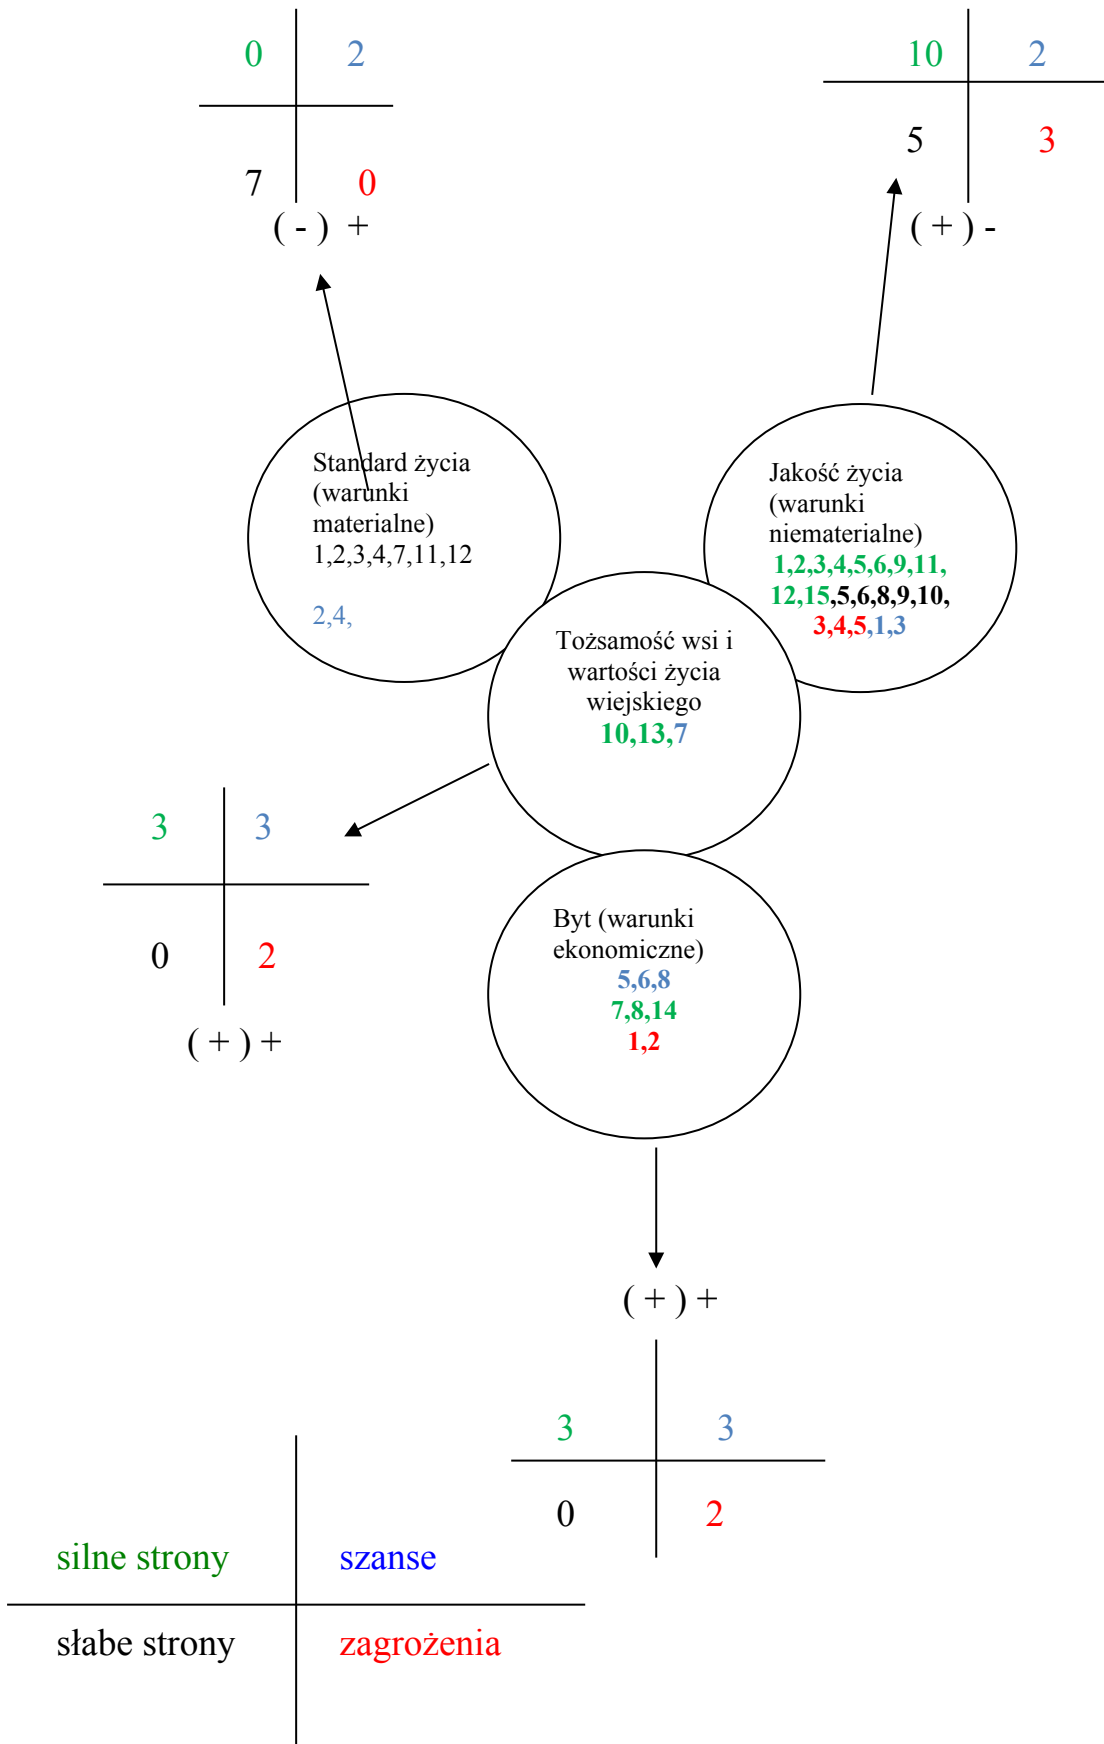 0 2
7 0
( - ) +
10 2
5 3
( + ) -
Standard życia
(warunki
materialne)
1,2,3,4,7,11,12
2,4,
Jakość życia
(warunki
niematerialne)
1,2,3,4,5,6,9,11,
12,15,5,6,8,9,10,
3,4,5,1,3
Tożsamość wsi i
wartości życia
wiejskiego
10,13,7
3 3
0 2
( + ) +
Byt (warunki
ekonomiczne)
5,6,8
7,8,14
1,2
( + ) +
3 3
0 2
silne strony szanse
słabe strony zagrożenia